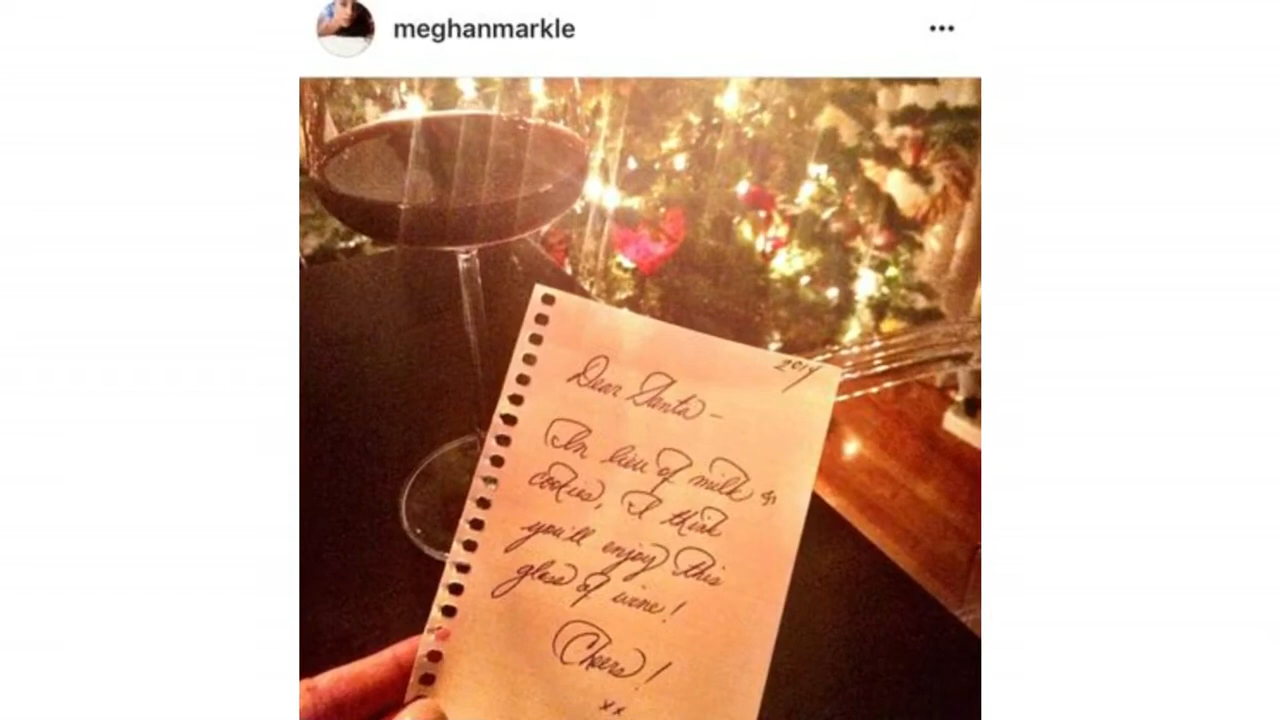 meghanmarkle
2014
Dear Santa -
In lieu of milk &
cookies, I think
you'll enjoy this
glass of wine!
Cheers!
xx